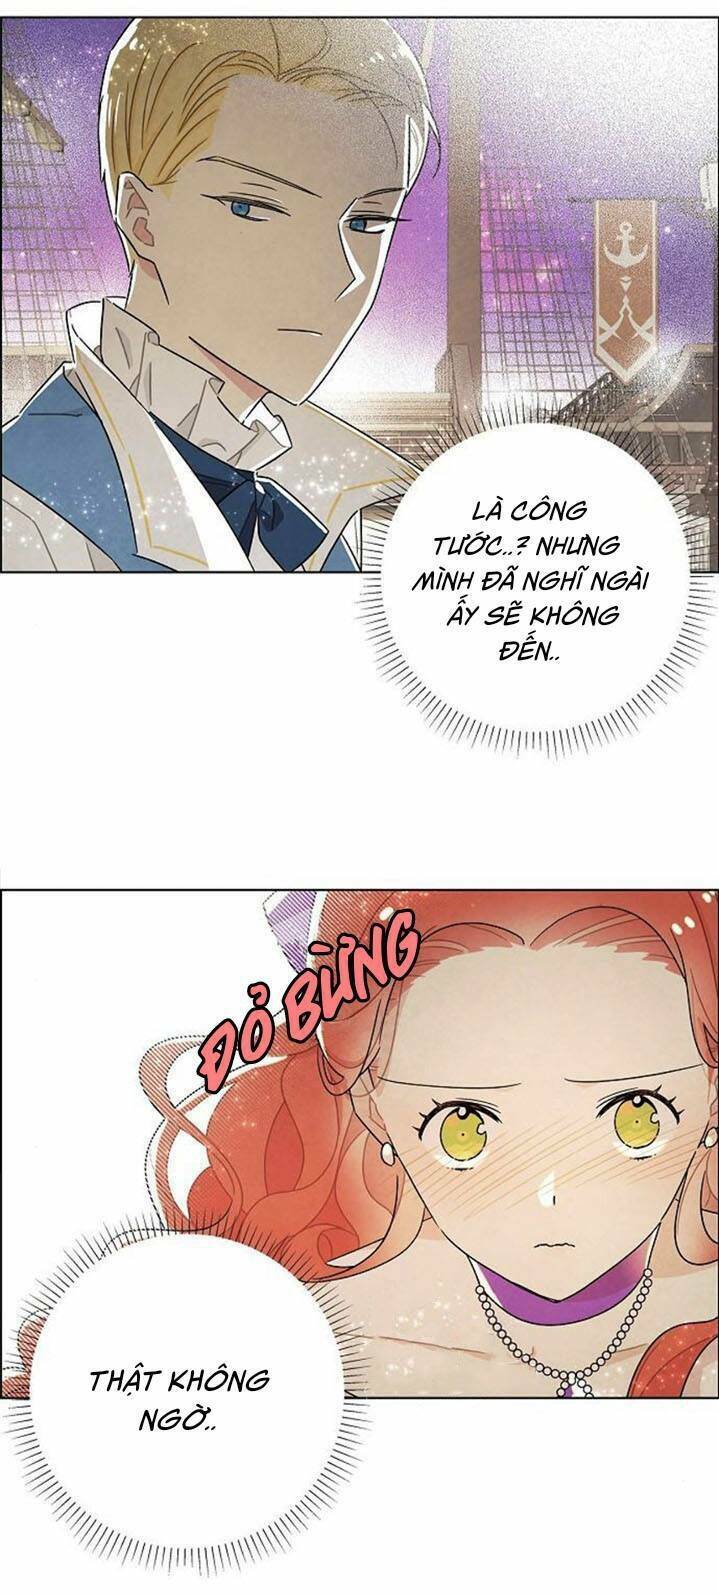 LÀ CÔNG
TƯỚC..? NHƯNG
MÌNH ĐÃ NGHĨ NGÀI
ẤY SẼ KHÔNG
ĐẾN..
ĐỎ BỪNG
THẬT KHÔNG
NGỜ..